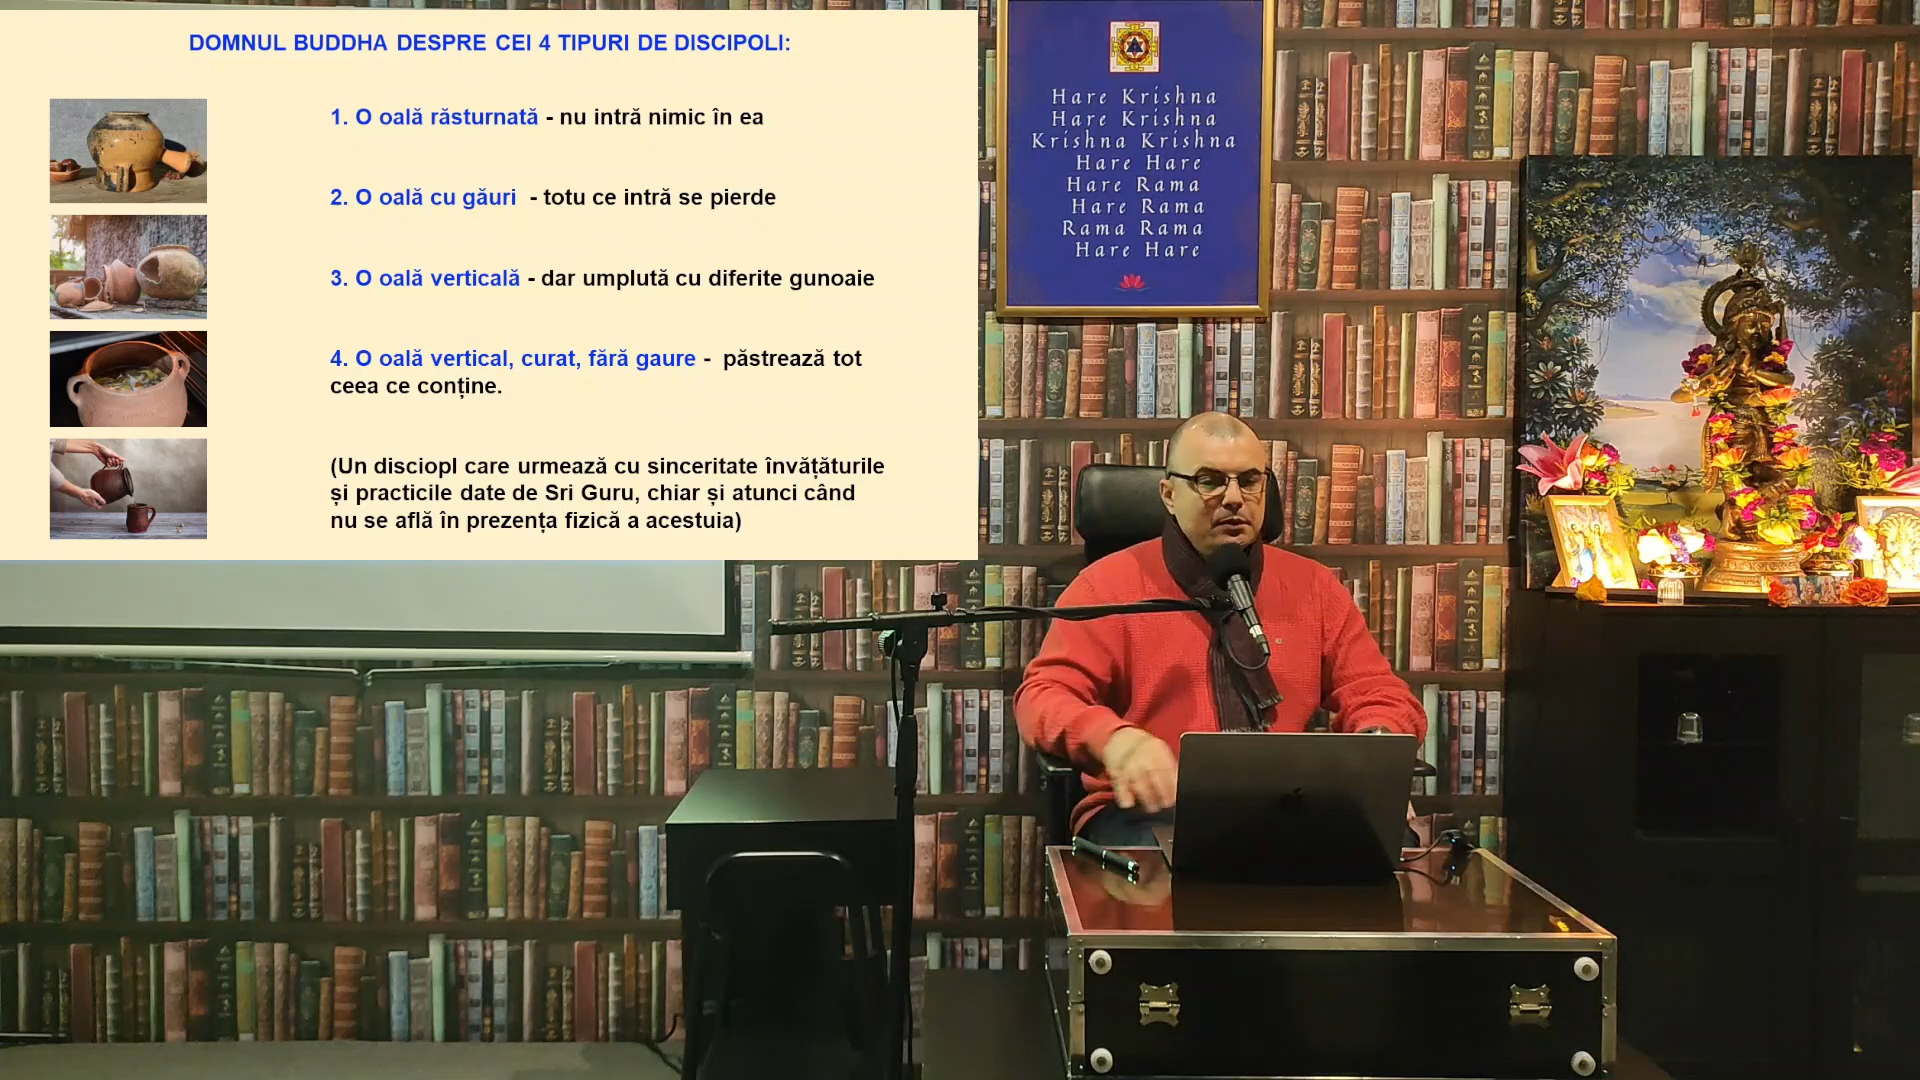 DOMNUL BUDDHA DESPRE CEI 4 TIPURI DE DISCIPOLI:
1. O oală răsturnată - nu intră nimic în ea
2. O oală cu găuri - totu ce intră se pierde
3. O oală verticală - dar umplută cu diferite gunoaie
4. O oală vertical, curat, fără gaure - păstrează tot
ceea ce conține.
(Un disciopl care urmează cu sinceritate învățăturile
și practicile date de Sri Guru, chiar și atunci când
nu se află în prezența fizică a acestuia)
Hare Krishna
Hare Krishna
Krishna Krishna
Hare Hare
Hare Rama
Hare Rama
Rama Rama
Hare Hare